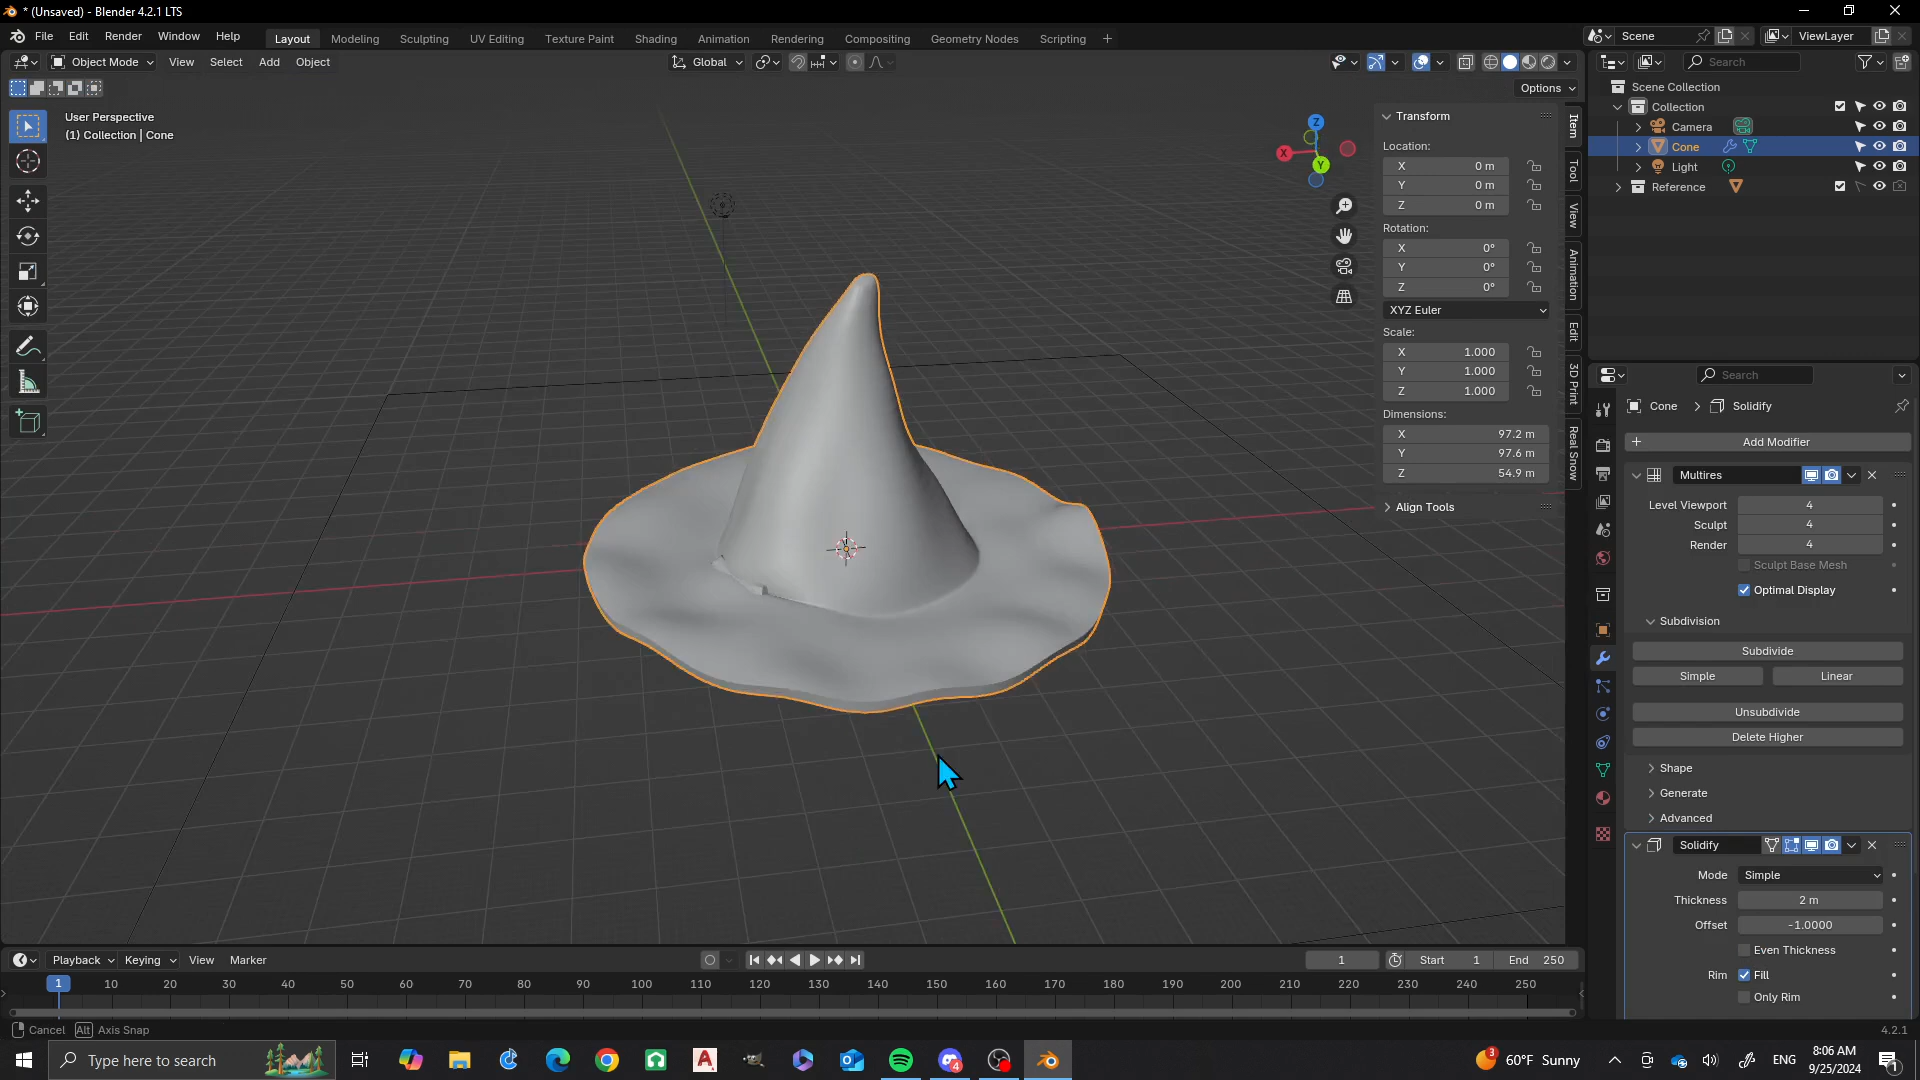 * (Unsaved) - Blender 4.2.1 LTS
File Edit Render Window Help Layout Modeling Sculpting UV Editing Texture Paint Shading Animation Rendering Compositing Geometry Nodes Scripting + Scene ViewLayer
Object Mode View Select Add Object Global Search
Options
User Perspective
(1) Collection | Cone
Z
X
Y
Transform
Location:
X 0 m
Y 0 m
Z 0 m
Rotation:
X 0°
Y 0°
Z 0°
XYZ Euler
Scale:
X 1.000
Y 1.000
Z 1.000
Dimensions:
X 97.2 m
Y 97.6 m
Z 54.9 m
Align Tools
Item
Tool
View
Animation
Edit
3D Print
Real Snow
Scene Collection
Collection
Camera
Cone
Light
Reference
Search
Cone > Solidify
+ Add Modifier
Multires
Level Viewport 4
Sculpt 4
Render 4
Sculpt Base Mesh
Optimal Display
Subdivision
Subdivide
Simple Linear
Unsubdivide
Delete Higher
Shape
Generate
Advanced
Solidify
Mode Simple
Thickness 2 m
Offset -1.0000
Even Thickness
Rim Fill
Only Rim
Playback Keying View Marker 1 Start 1 End 250
1 10 20 30 40 50 60 70 80 90 100 110 120 130 140 150 160 170 180 190 200 210 220 230 240 250
Cancel Alt Axis Snap 4.2.1
Type here to search A 4 3 60°F Sunny ENG 8:06 AM
9/25/2024 1